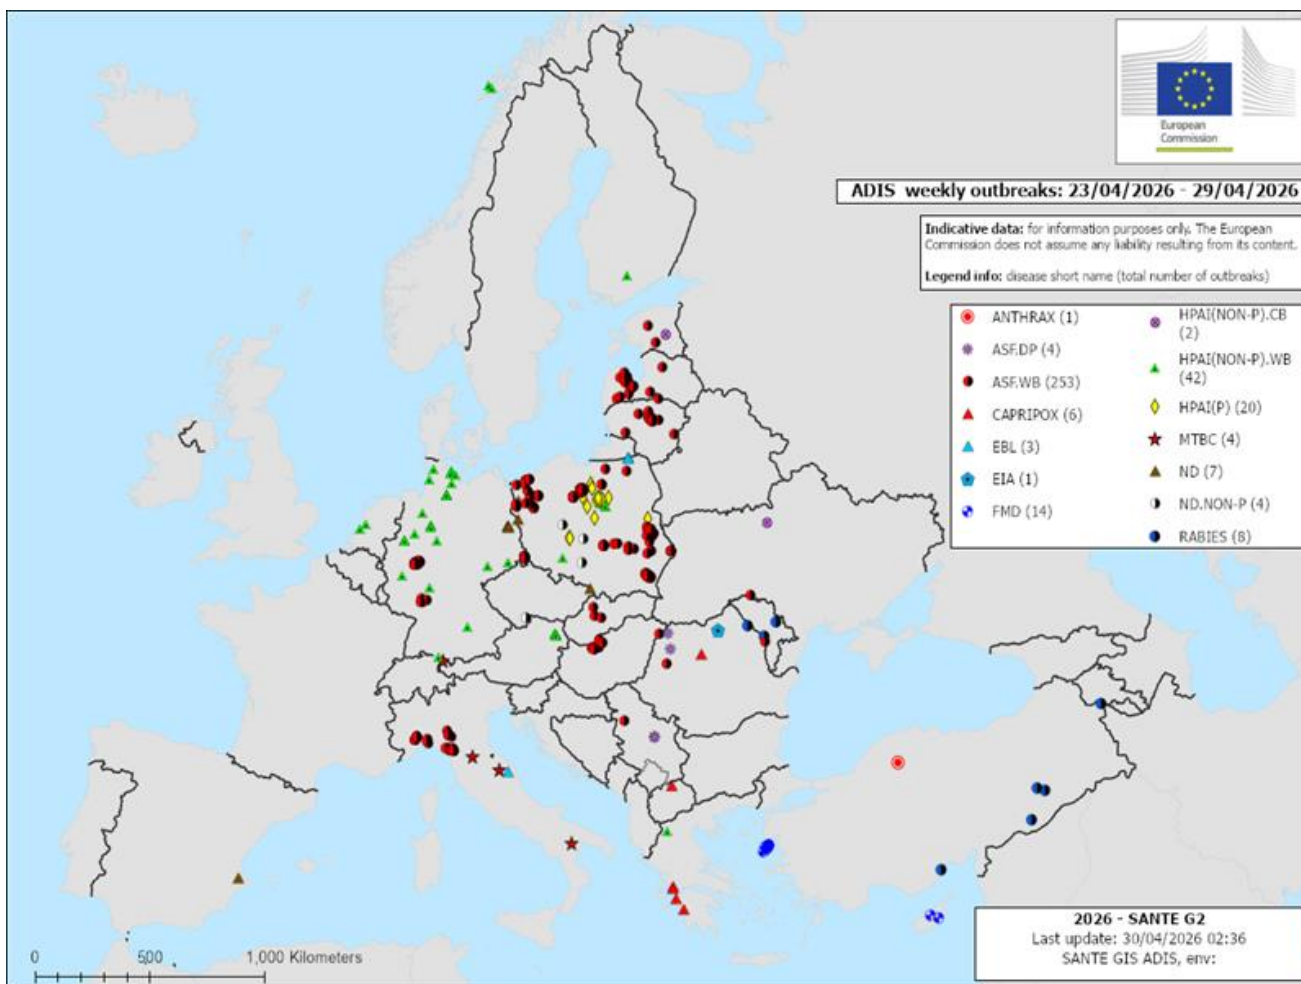 European
Commission
ADIS weekly outbreaks: 23/04/2026 - 29/04/2026
Indicative data: for information purposes only. The European
Commission does not assume any liability resulting from its content.
Legend info: disease short name (total number of outbreaks)
ANTHRAX (1)
ASF.DP (4)
ASF.WB (253)
CAPRIPOX (6)
EBL (3)
EIA (1)
FMD (14)
HPAI(NON-P).CB
(2)
HPAI(NON-P).WB
(42)
HPAI(P) (20)
MTBC (4)
ND (7)
ND.NON-P (4)
RABIES (8)
0 500 1,000 Kilometers
2026 - SANTE G2
Last update: 30/04/2026 02:36
SANTE GIS ADIS, env: